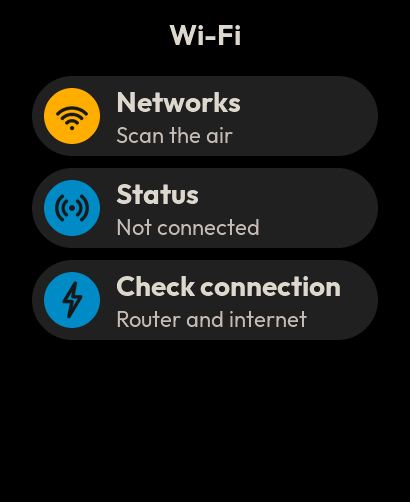 Wi-Fi
Networks
Scan the air
Status
Not connected
Check connection
Router and internet